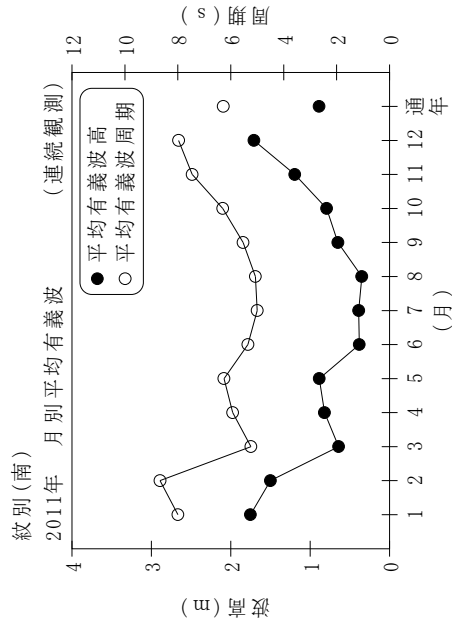 紋別(南)
2011年 月別平均有義波 (連続観測)
平均有義波高
平均有義波周期
波高(m)
4
3
2
1
0
周期(s)
12
10
8
6
4
2
0
1 2 3 4 5 6 7 8 9 10 11 12 通年
(月)